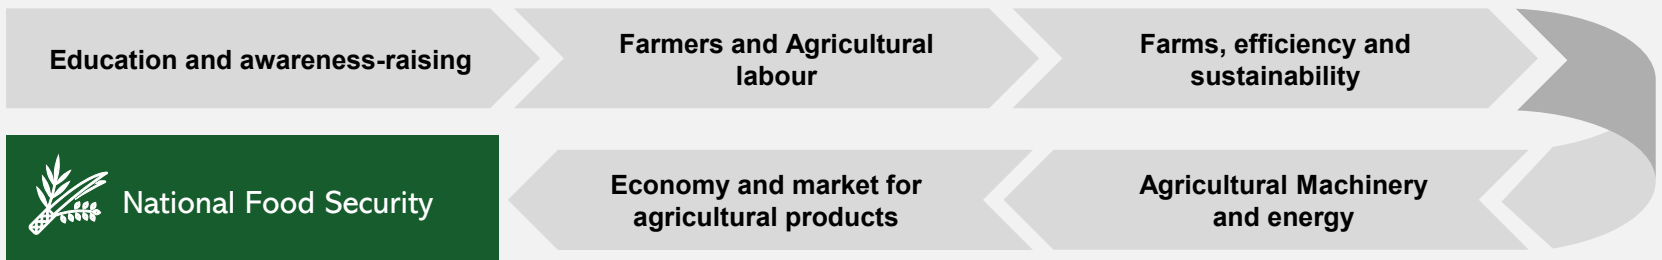 Education and awareness-raising
Farmers and Agricultural
labour
Farms, efficiency and
sustainability
Agricultural Machinery
and energy
Economy and market for
agricultural products
National Food Security